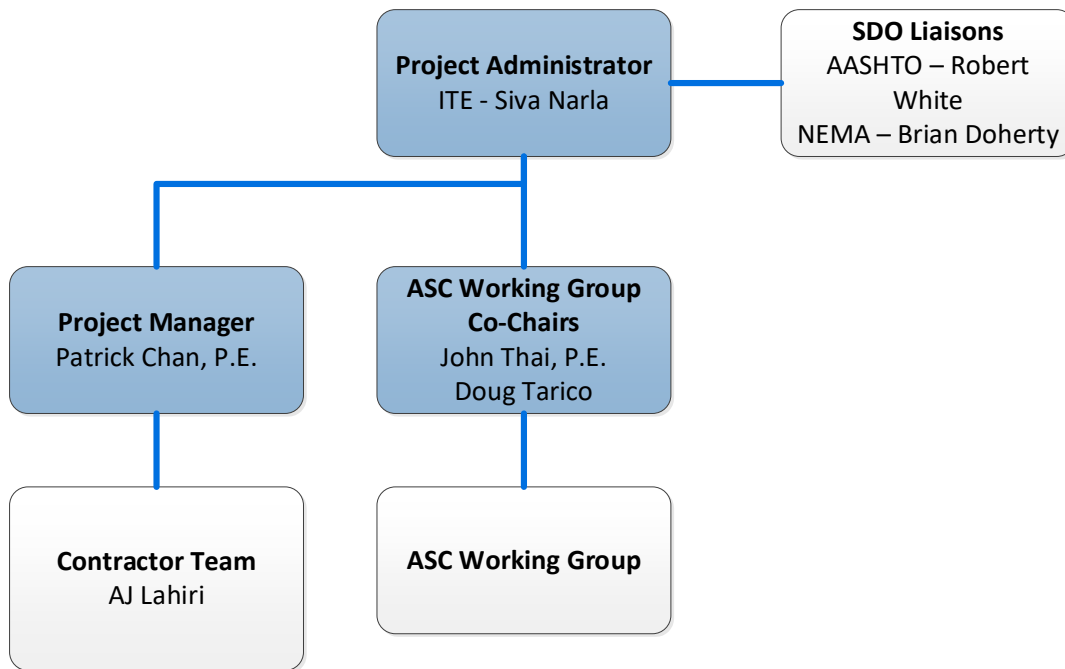 Project Administrator
ITE - Siva Narla
SDO Liaisons
AASHTO – Robert
White
NEMA – Brian Doherty
Project Manager
Patrick Chan, P.E.
ASC Working Group
Co-Chairs
John Thai, P.E.
Doug Tarico
Contractor Team
AJ Lahiri
ASC Working Group